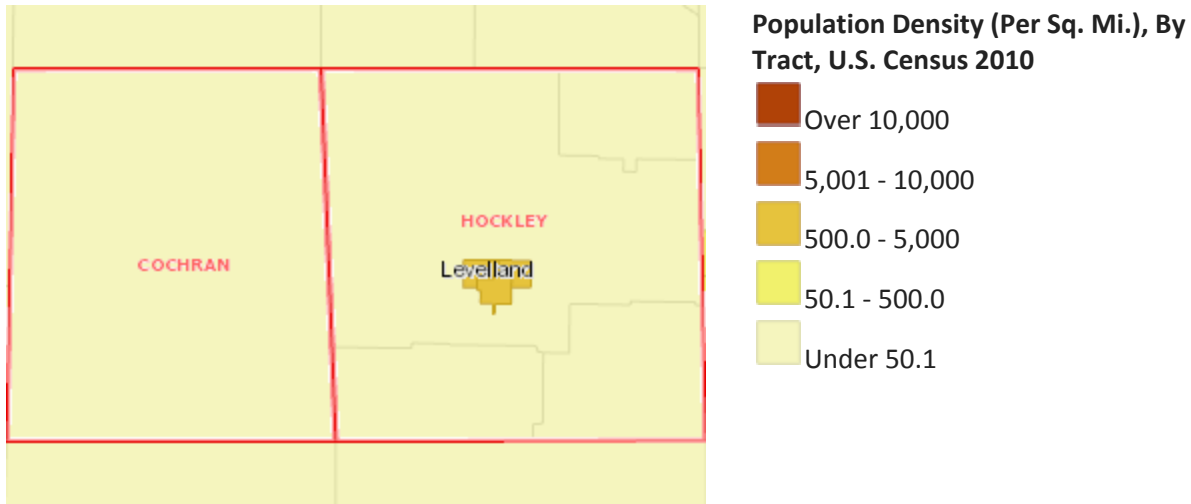 Population Density (Per Sq. Mi.), By
Tract, U.S. Census 2010
Over 10,000
5,001 - 10,000
500.0 - 5,000
50.1 - 500.0
Under 50.1
HOCKLEY
COCHRAN
Levelland